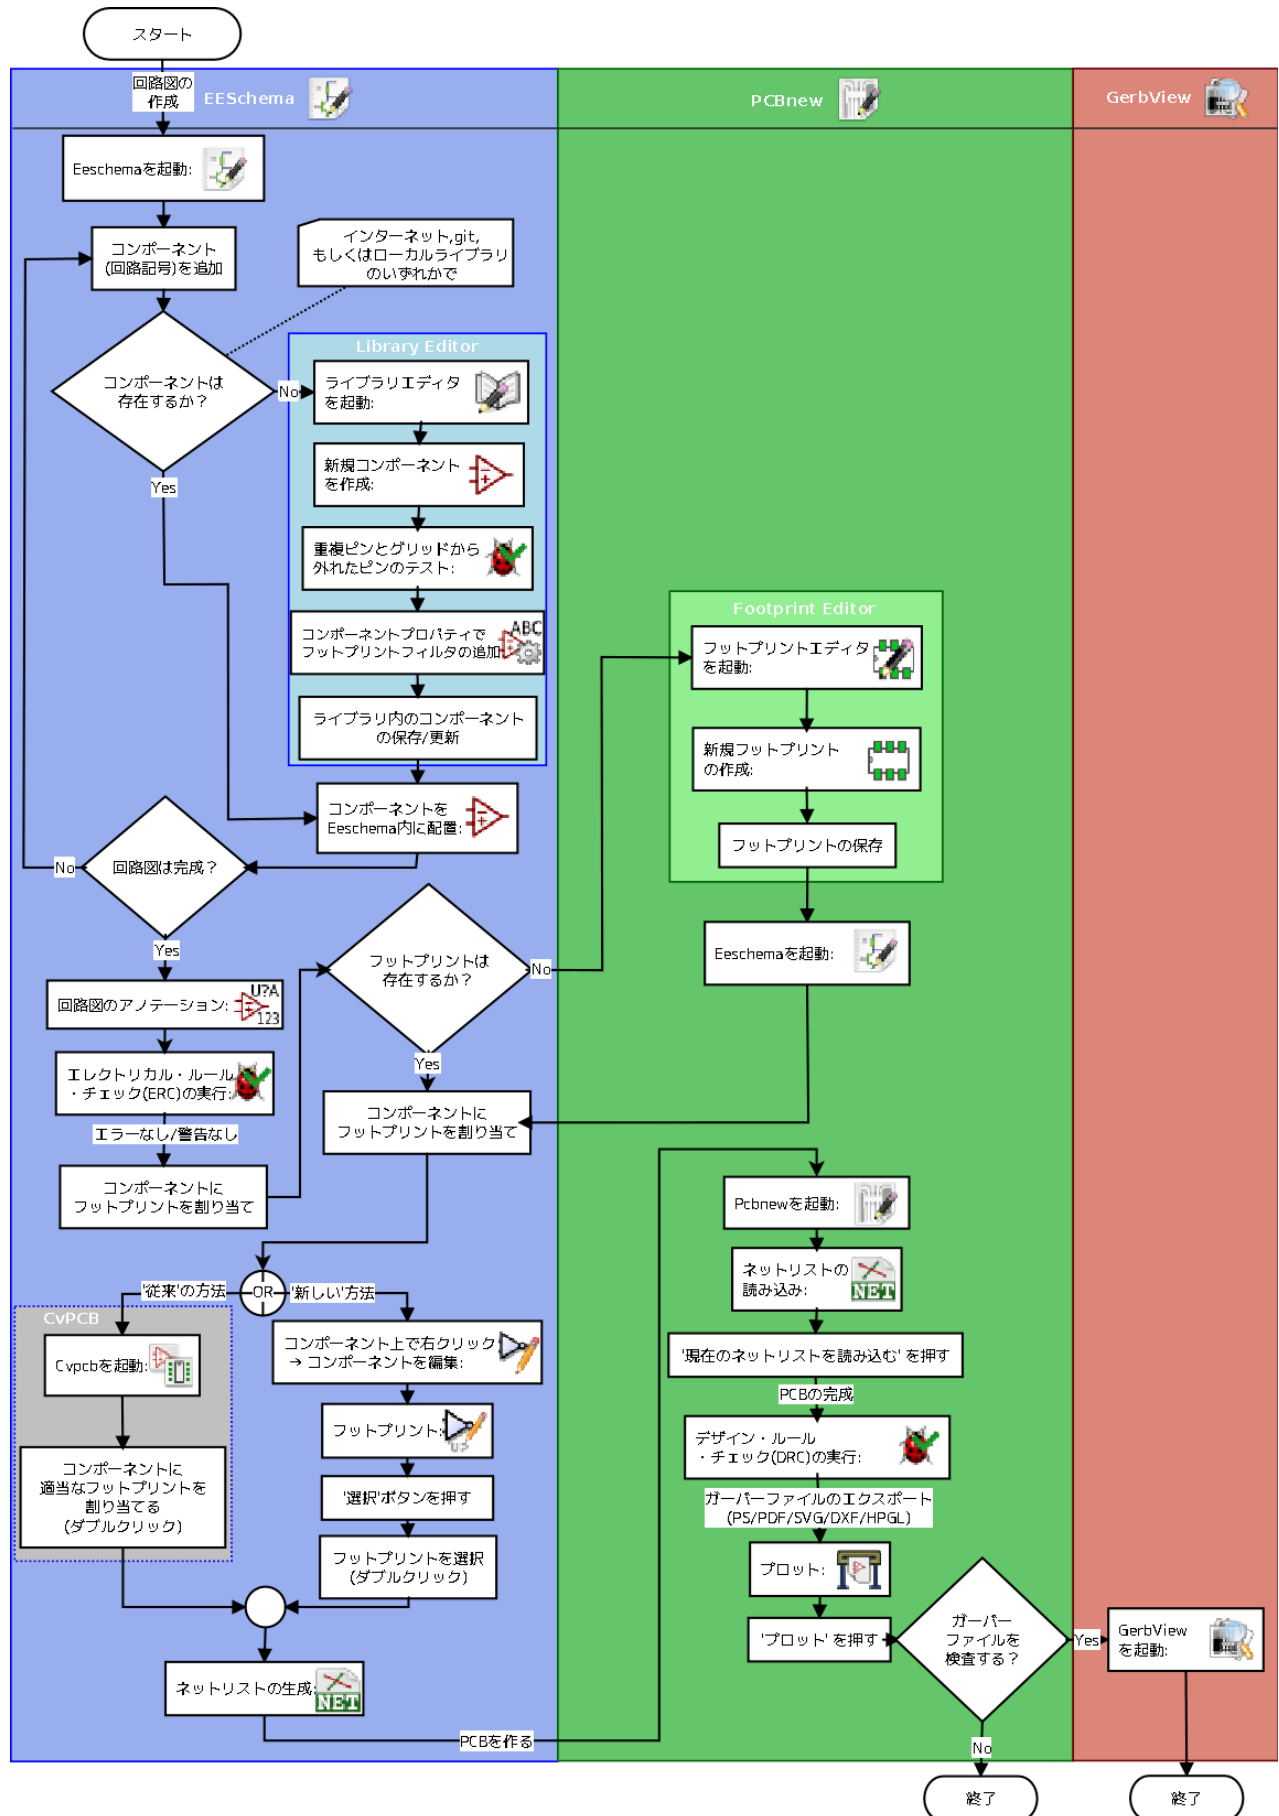 スタート
回路図の
作成
EESchema
PCBnew
GerbView
Eeschemaを起動:
コンポーネント
(回路記号)を追加
インターネット,git,
もしくはローカルライブラリ
のいずれかで
コンポーネントは
存在するか？
No
Yes
Library Editor
ライブラリエディタ
を起動:
新規コンポーネント
を作成:
重複ピンとグリッドから
外れたピンのテスト:
コンポーネントプロパティで
フットプリントフィルタの追加
ABC
ライブラリ内のコンポーネント
の保存/更新
コンポーネントを
Eeschema内に配置:
回路図は完成？
No
Yes
回路図のアノテーション:
U?A
123
エレクトリカル・ルール
・チェック(ERC)の実行:
エラーなし/警告なし
コンポーネントに
フットプリントを割り当て
フットプリントは
存在するか？
No
Yes
Footprint Editor
フットプリントエディタ
を起動:
新規フットプリント
の作成:
フットプリントの保存
Eeschemaを起動:
コンポーネントに
フットプリントを割り当て
OR
'従来'の方法
'新しい'方法
CvPCB
Cvpcbを起動:
コンポーネントに
適当なフットプリントを
割り当てる
(ダブルクリック)
コンポーネント上で右クリック
→ コンポーネントを編集:
フットプリント:
'選択'ボタンを押す
フットプリントを選択
(ダブルクリック)
ネットリストの生成:
NET
PCBを作る
Pcbnewを起動:
ネットリストの
読み込み:
NET
'現在のネットリストを読み込む' を押す
PCBの完成
デザイン・ルール
・チェック(DRC)の実行:
ガーバーファイルのエクスポート
(PS/PDF/SVG/DXF/HPGL)
プロット:
'プロット' を押す
ガーバー
ファイルを
検査する？
Yes
No
GerbView
を起動:
終了
終了